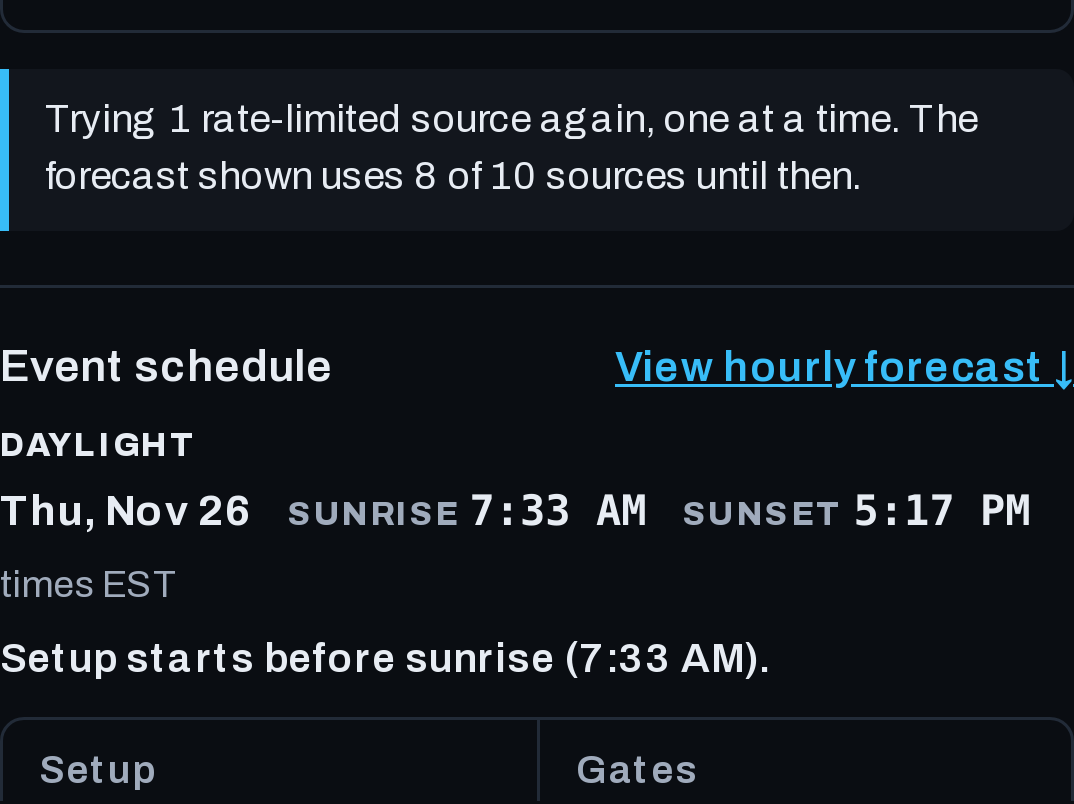 Trying 1 rate-limited source again, one at a time. The
forecast shown uses 8 of 10 sources until then.
Event schedule
View hourly forecast ↓
DAYLIGHT
Thu, Nov 26 SUNRISE 7:33 AM SUNSET 5:17 PM
times EST
Setup starts before sunrise (7:33 AM).
Setup
Gates